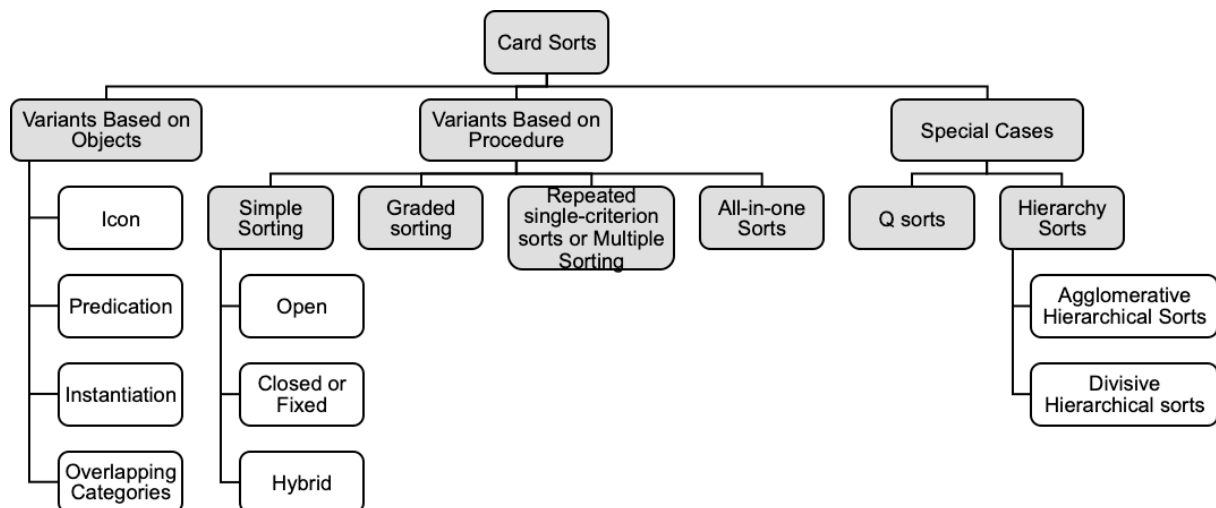 Card Sorts
Variants Based on
Objects
Variants Based on
Procedure
Special Cases
Icon
Predication
Instantiation
Overlapping
Categories
Simple
Sorting
Graded
sorting
Repeated
single-criterion
sorts or Multiple
Sorting
All-in-one
Sorts
Open
Closed or
Fixed
Hybrid
Q sorts
Hierarchy
Sorts
Agglomerative
Hierarchical Sorts
Divisive
Hierarchical sorts